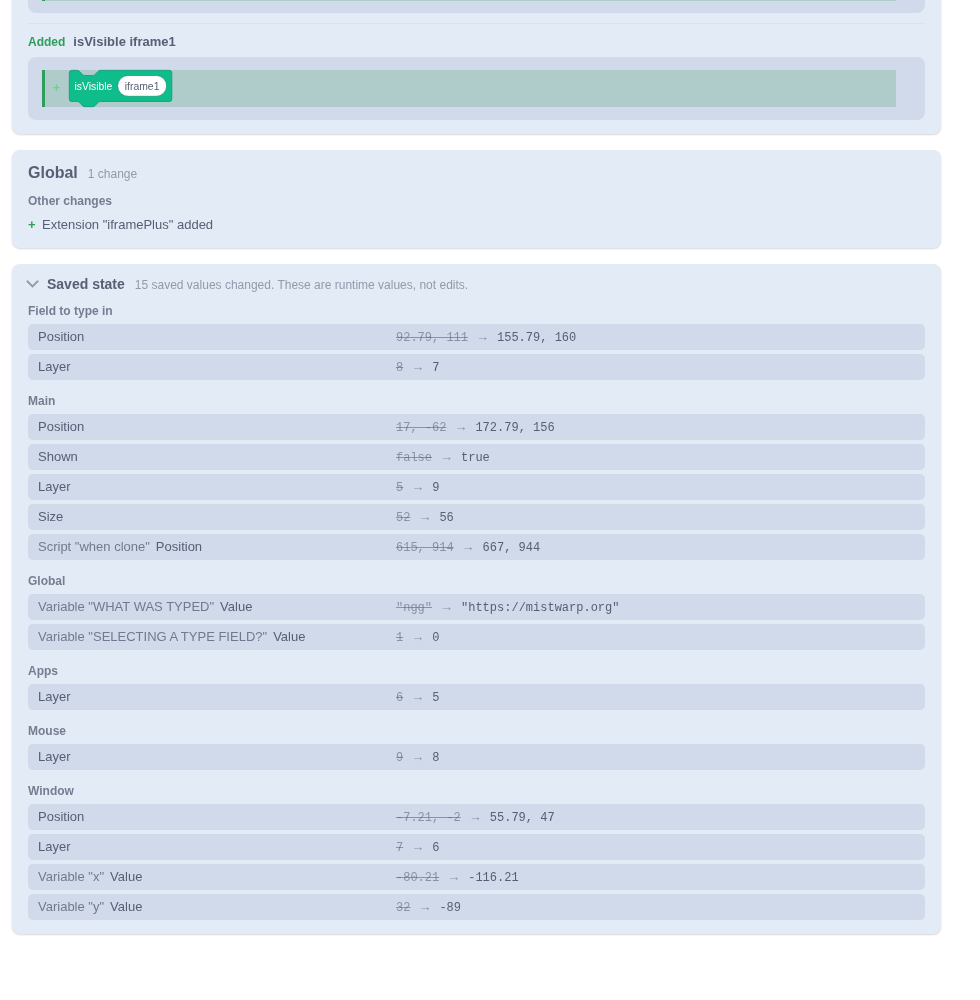 Added isVisible iframe1
+ isVisible iframe1
Global 1 change
Other changes
+ Extension "iframePlus" added
Saved state 15 saved values changed. These are runtime values, not edits.
Field to type in
Position 92.79, 111 → 155.79, 160
Layer 8 → 7
Main
Position 17, -62 → 172.79, 156
Shown false → true
Layer 5 → 9
Size 52 → 56
Script "when clone" Position 615, 914 → 667, 944
Global
Variable "WHAT WAS TYPED" Value "ngg" → "https://mistwarp.org"
Variable "SELECTING A TYPE FIELD?" Value 1 → 0
Apps
Layer 6 → 5
Mouse
Layer 9 → 8
Window
Position -7.21, -2 → 55.79, 47
Layer 7 → 6
Variable "x" Value -80.21 → -116.21
Variable "y" Value 32 → -89